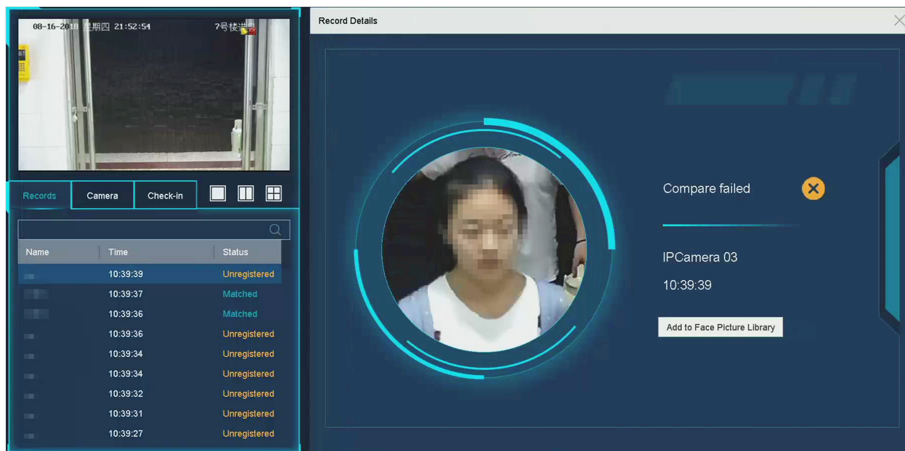 08-16-2018 星期四 21:52:54
7号楼
Record Details
Records
Camera
Check-in
Name Time Status
10:39:39 Unregistered
10:39:37 Matched
10:39:36 Matched
10:39:36 Unregistered
10:39:34 Unregistered
10:39:34 Unregistered
10:39:32 Unregistered
10:39:31 Unregistered
10:39:27 Unregistered
Compare failed
IPCamera 03
10:39:39
Add to Face Picture Library